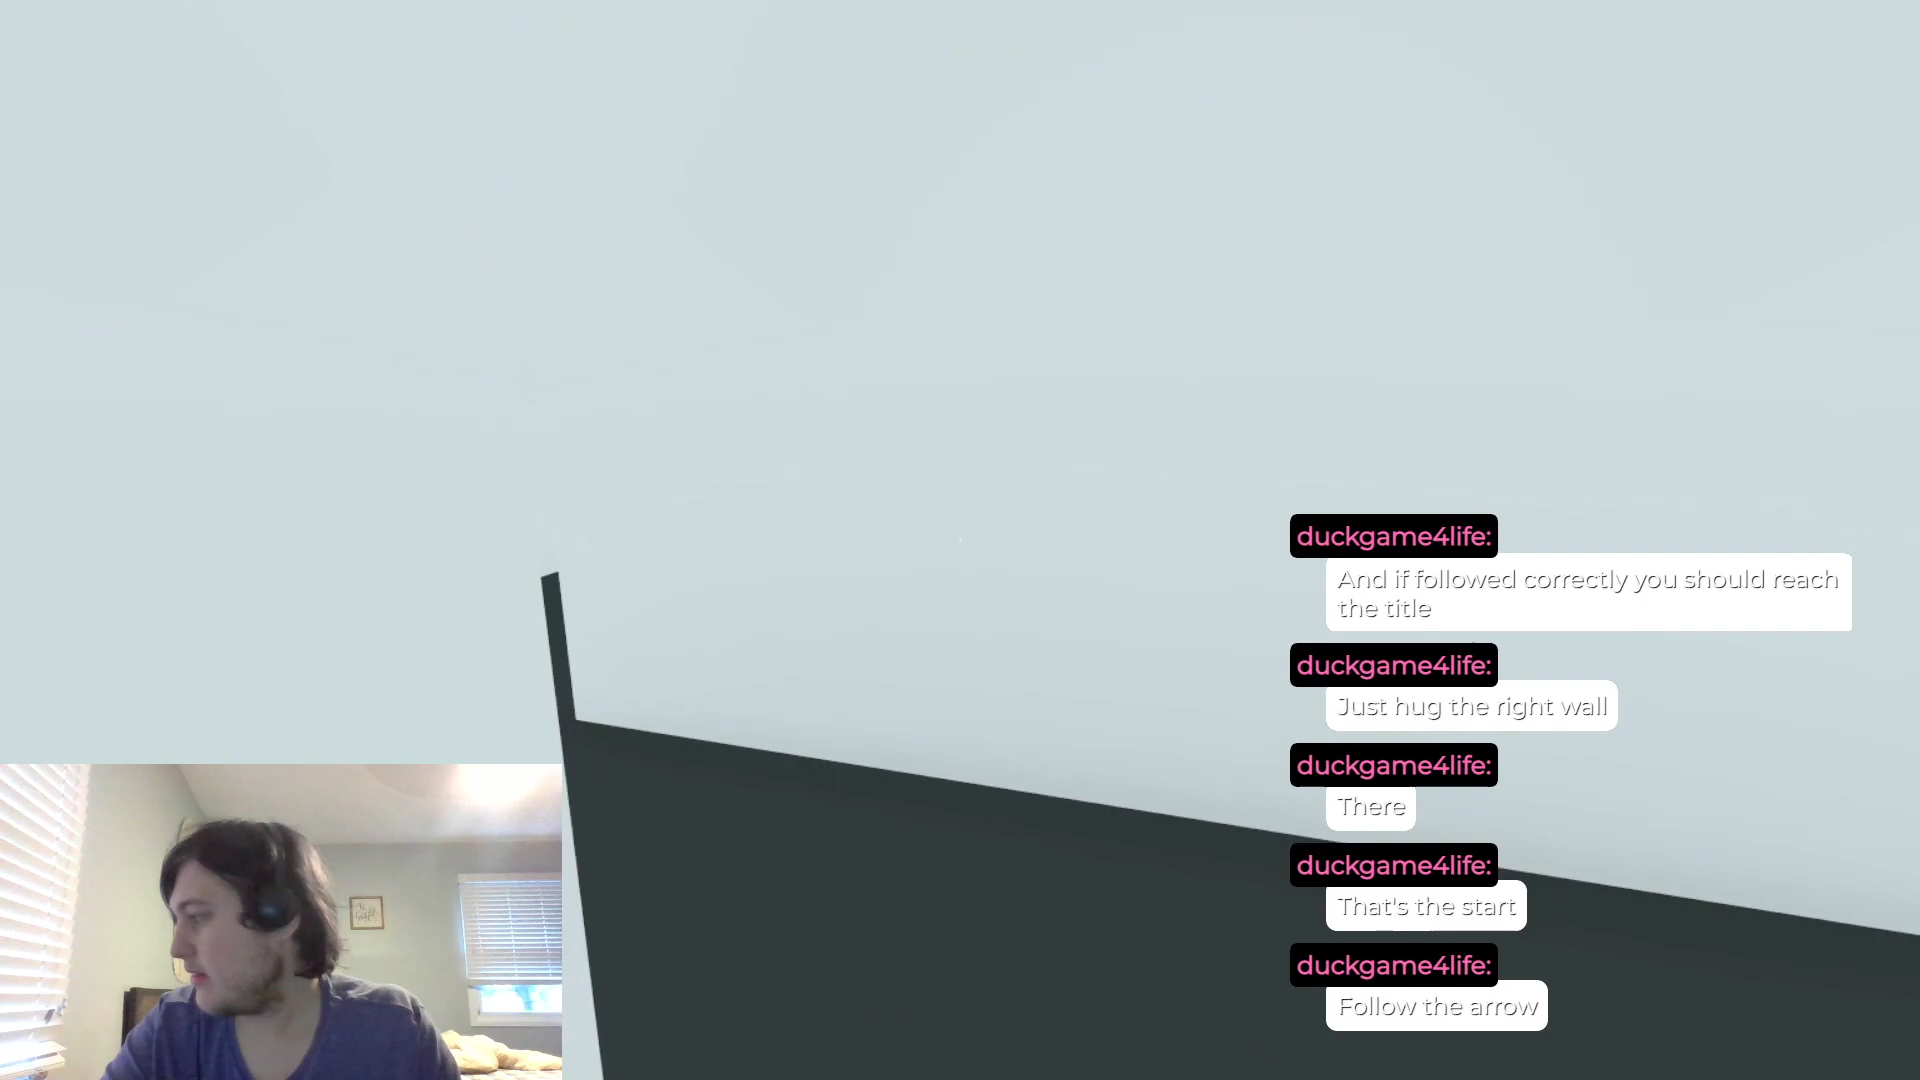 duckgame4life:
And if followed correctly you should reach
the title
duckgame4life:
Just hug the right wall
duckgame4life:
There
duckgame4life:
That's the start
duckgame4life:
Follow the arrow